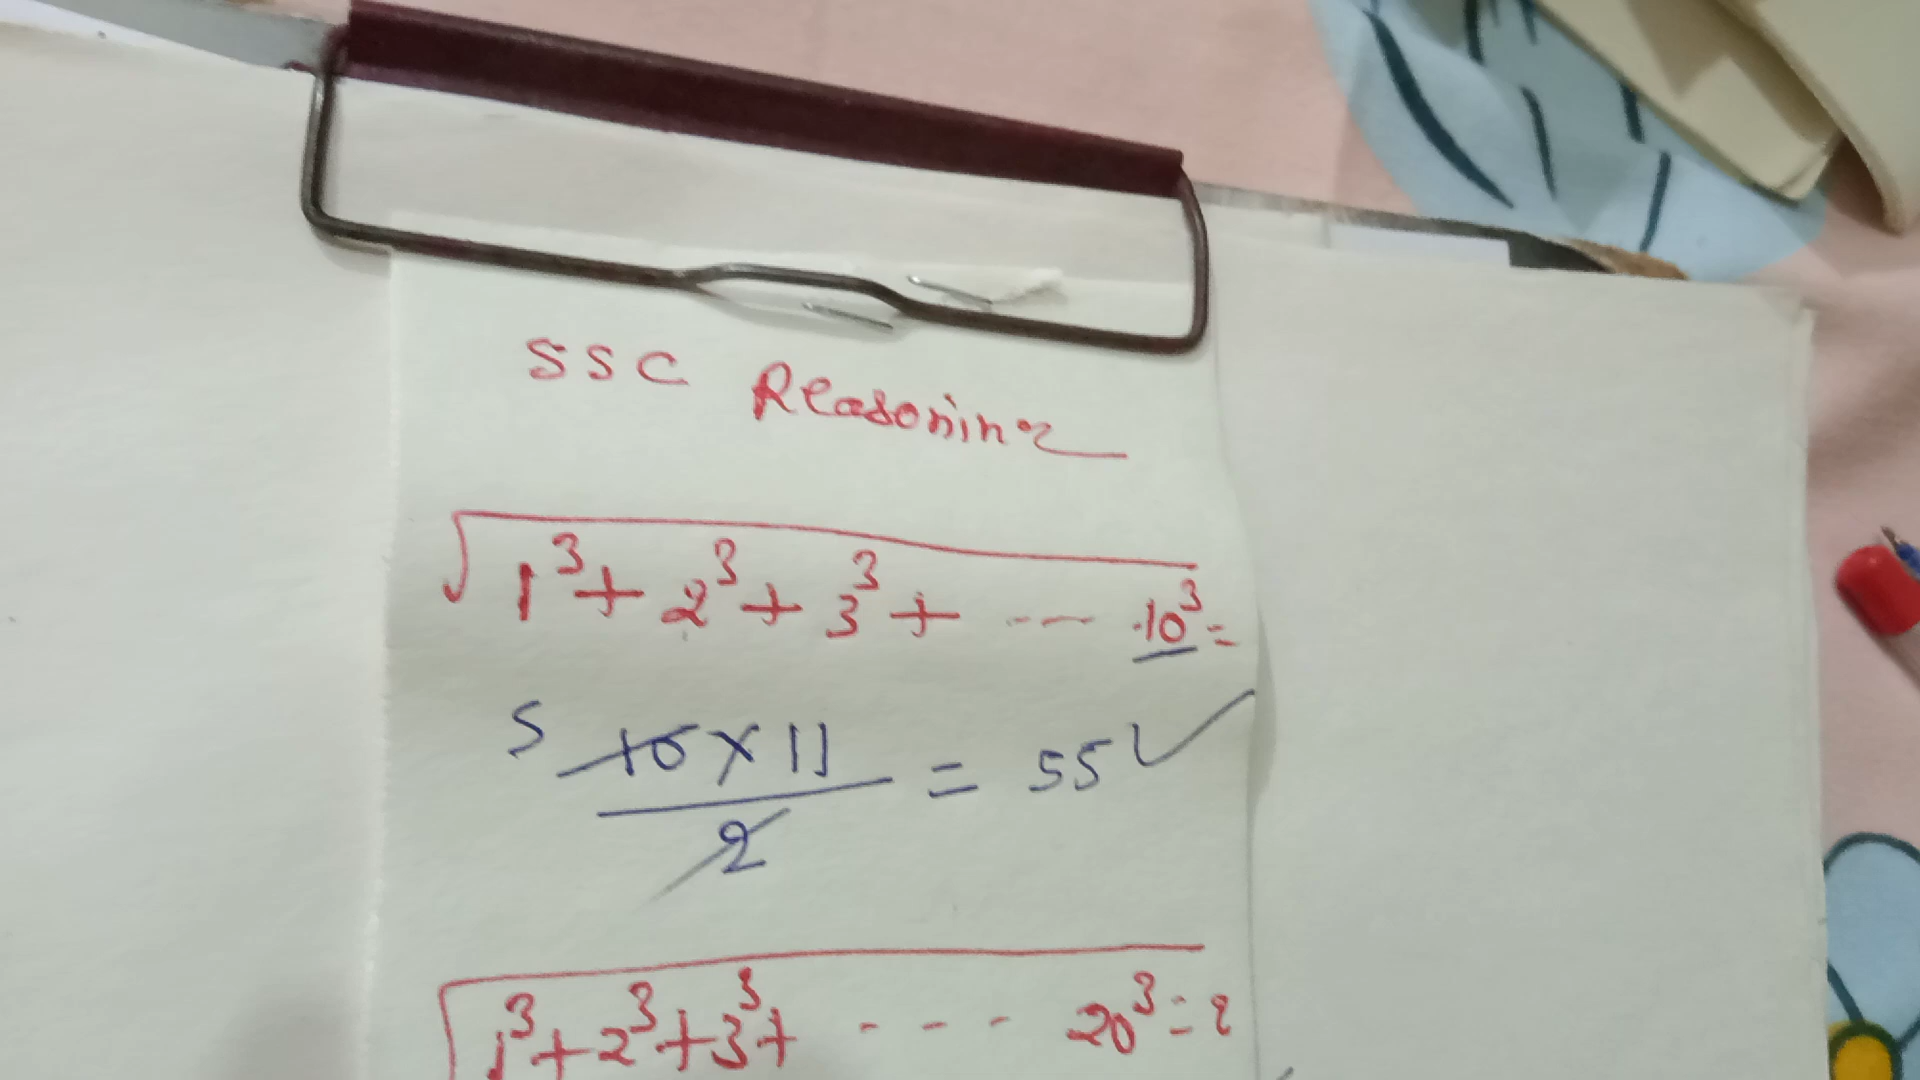 SSC Reasoning
√1³+2³+3³+ ---- 10³=
5 10×11/2 = 55 ✓
√1³+2³+3³+ --- 20³=?